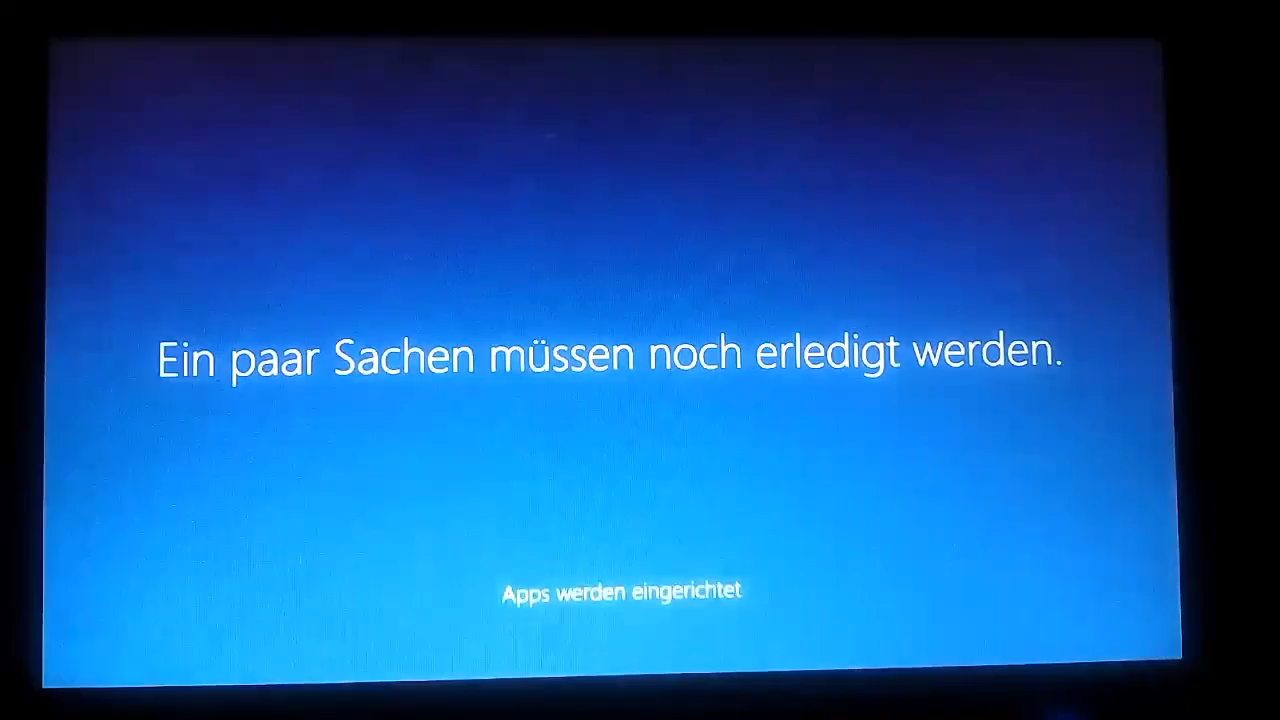 Ein paar Sachen müssen noch erledigt werden.
Apps werden eingerichtet